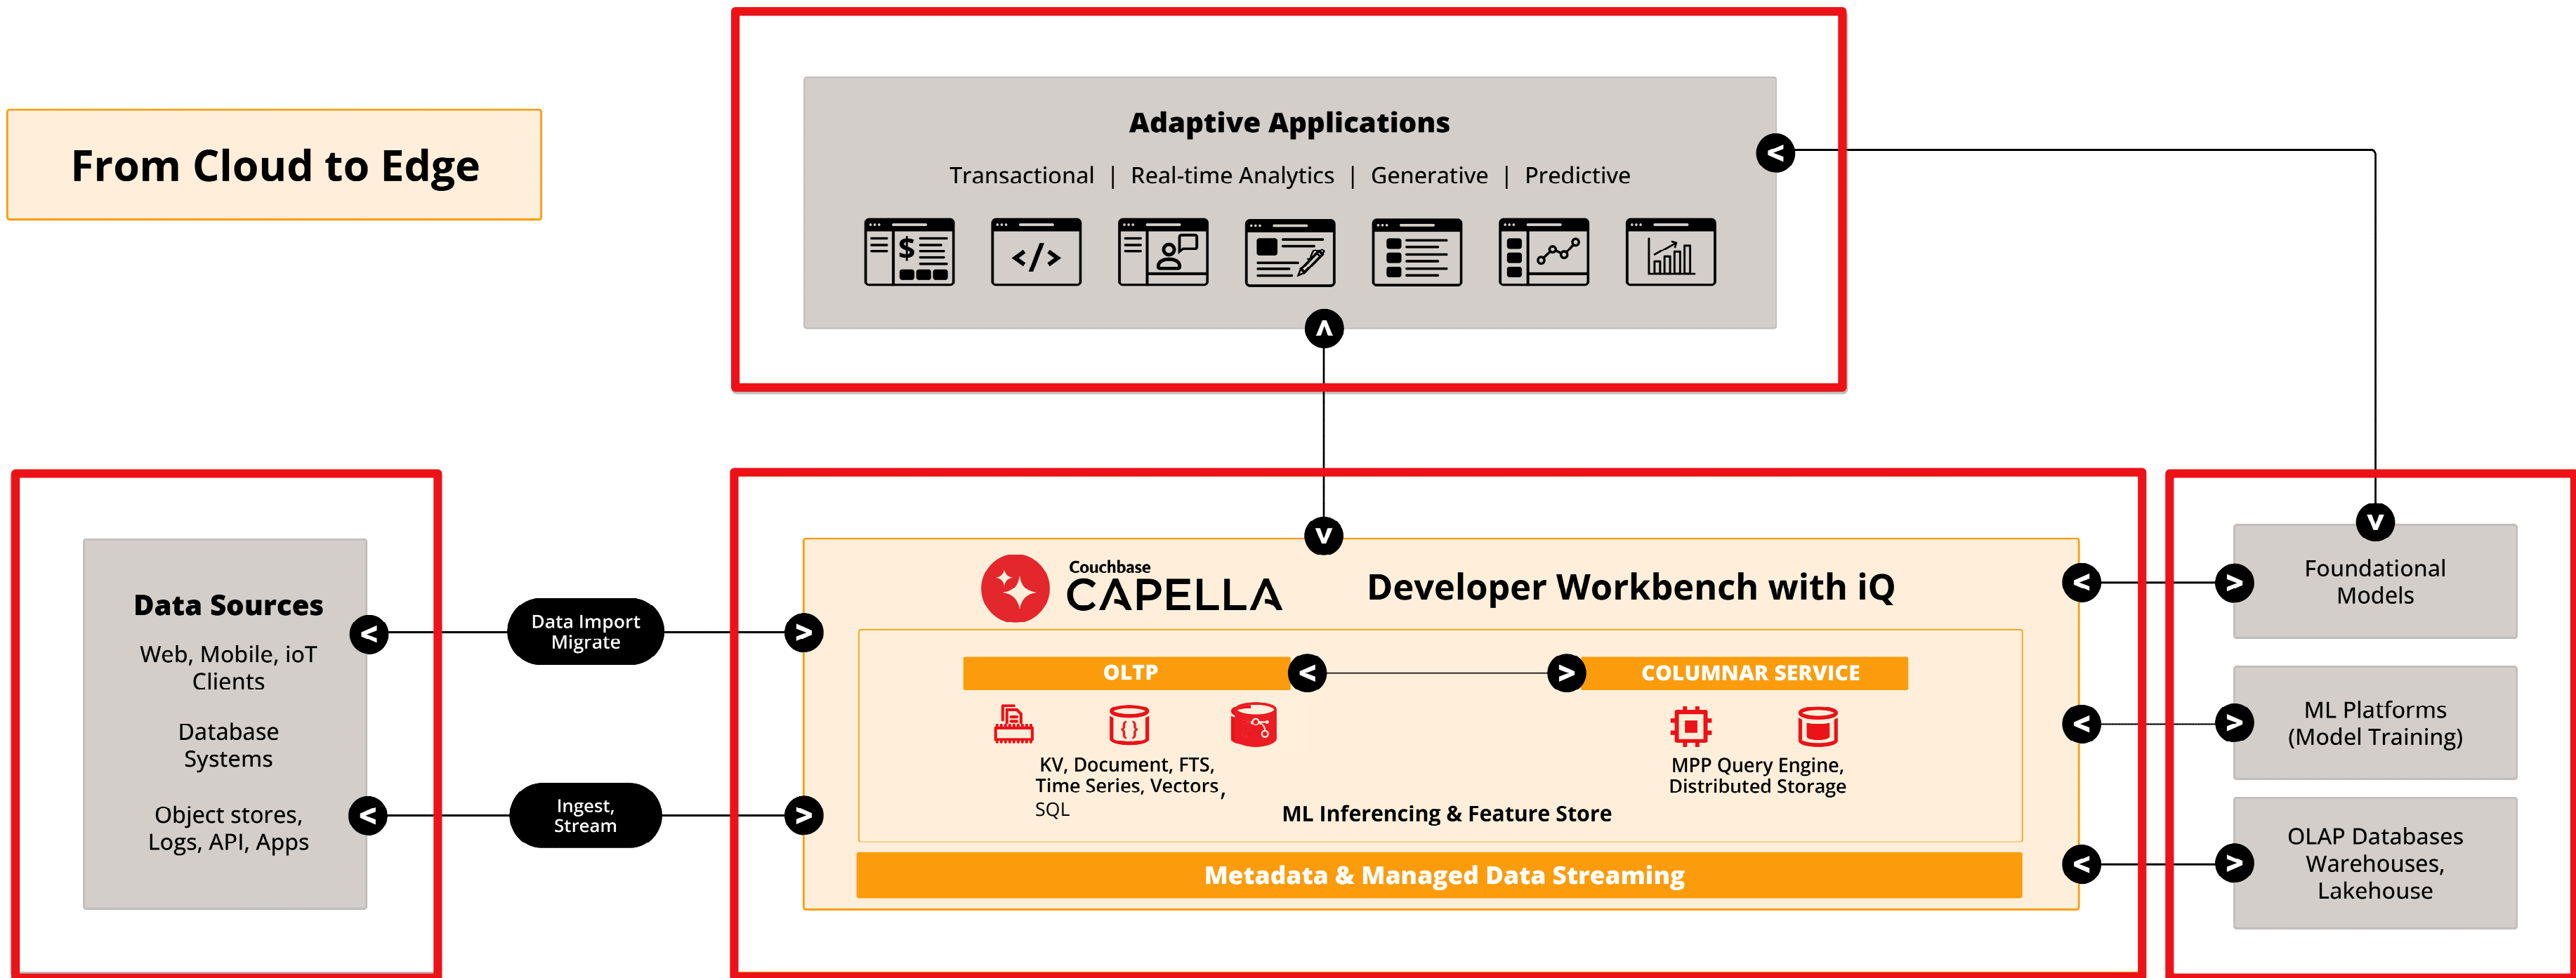 From Cloud to Edge
Adaptive Applications
Transactional | Real-time Analytics | Generative | Predictive
$
</>
Data Sources
Web, Mobile, ioT
Clients
Database
Systems
Object stores,
Logs, API, Apps
Data Import
Migrate
Ingest,
Stream
Couchbase
CAPELLA
Developer Workbench with iQ
OLTP
COLUMNAR SERVICE
{}
KV, Document, FTS,
Time Series, Vectors,
SQL
MPP Query Engine,
Distributed Storage
ML Inferencing & Feature Store
Metadata & Managed Data Streaming
Foundational
Models
ML Platforms
(Model Training)
OLAP Databases
Warehouses,
Lakehouse